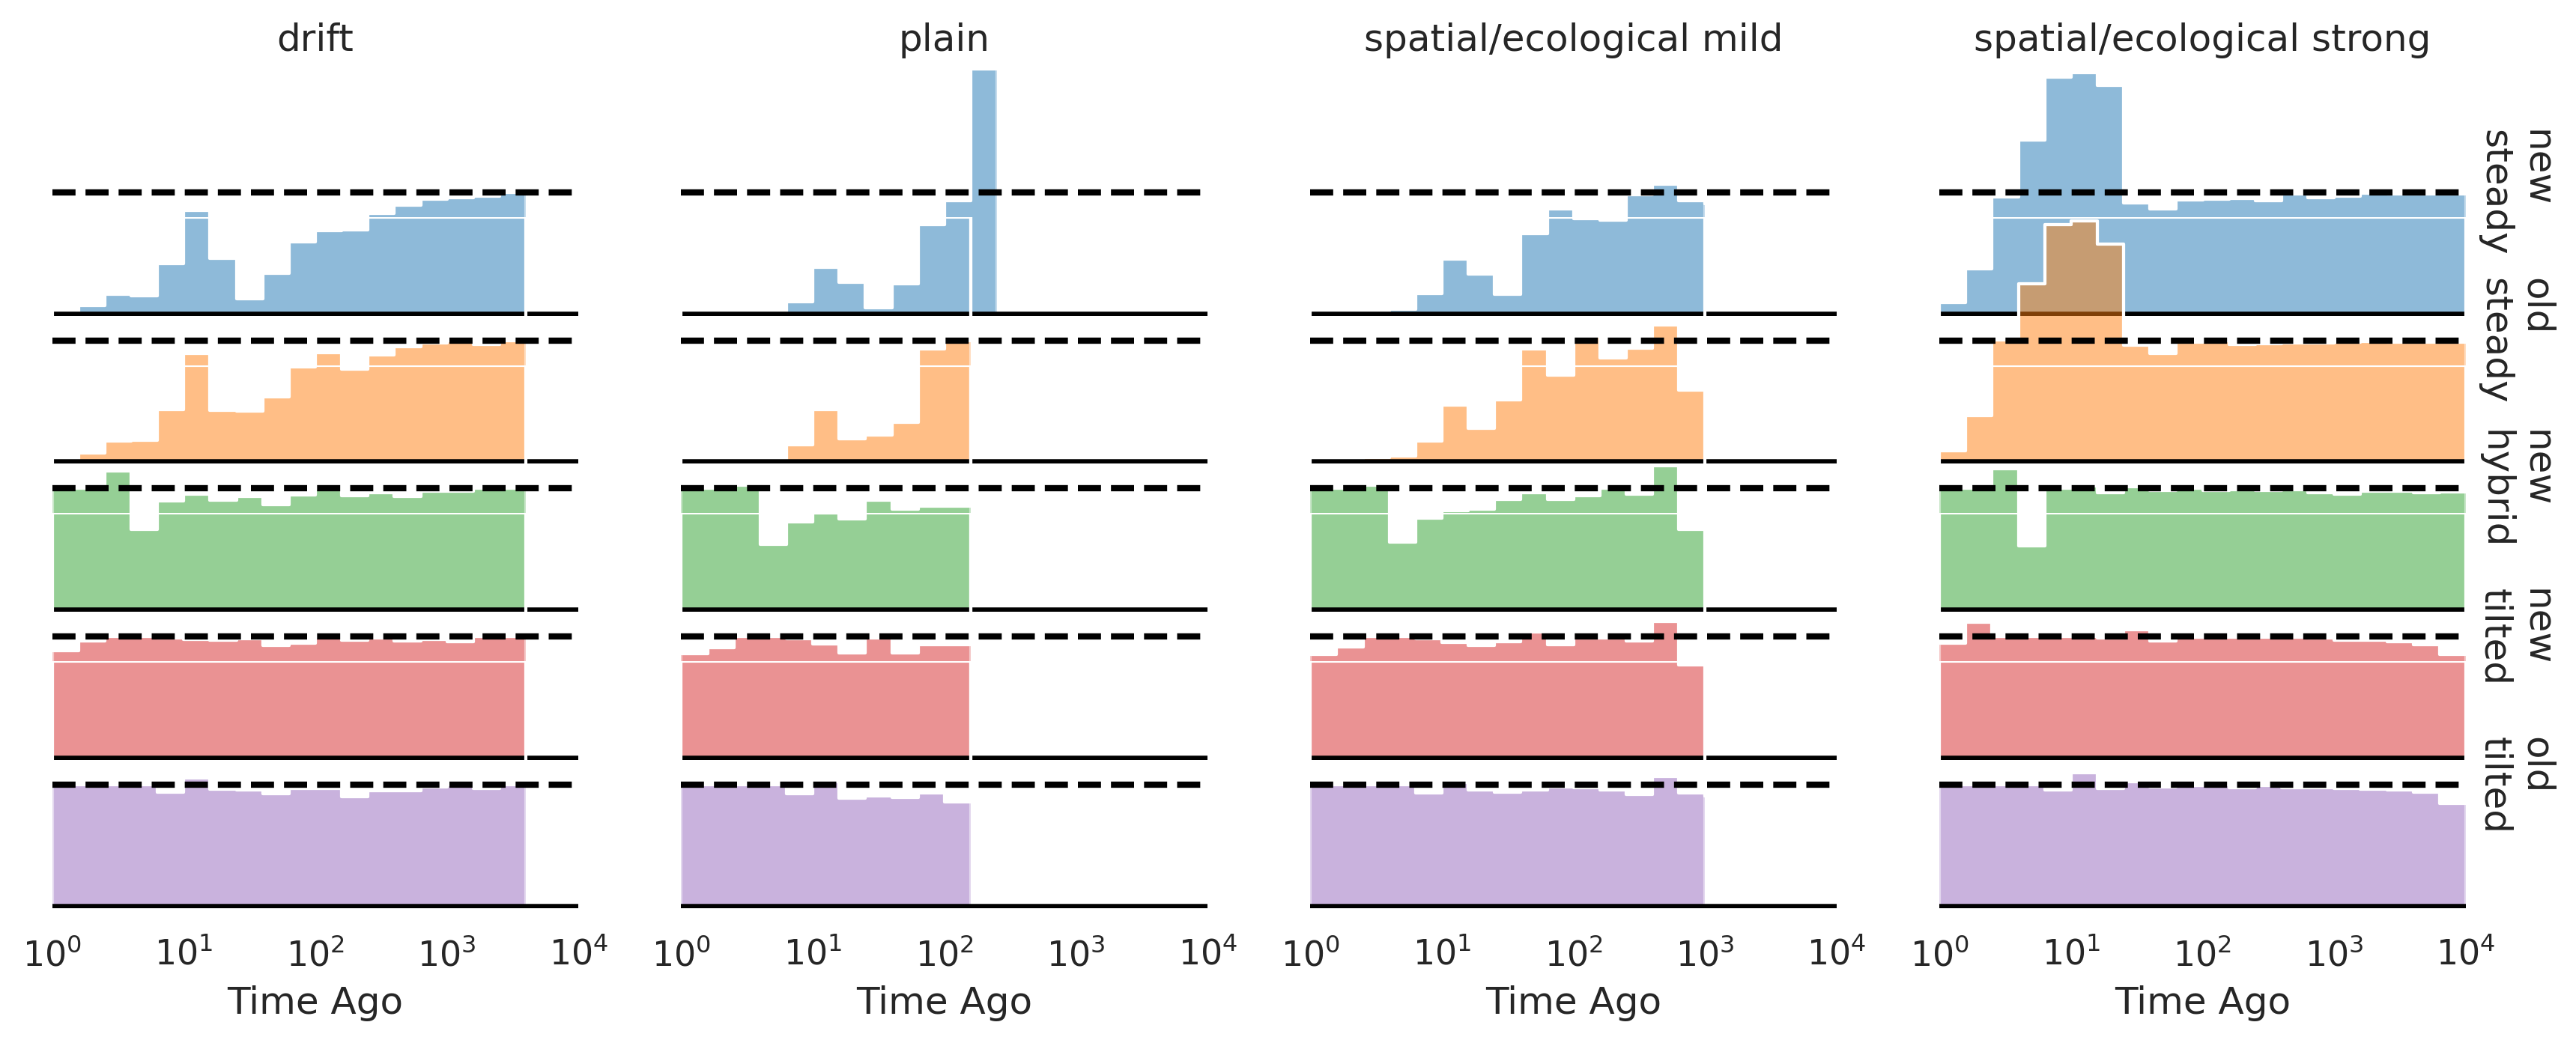 drift
plain
spatial/ecological mild
spatial/ecological strong
new
steady
old
steady
new
hybrid
new
tilted
old
tilted
10⁰ 10¹ 10² 10³ 10⁴
10⁰ 10¹ 10² 10³ 10⁴
10⁰ 10¹ 10² 10³ 10⁴
10⁰ 10¹ 10² 10³ 10⁴
Time Ago
Time Ago
Time Ago
Time Ago